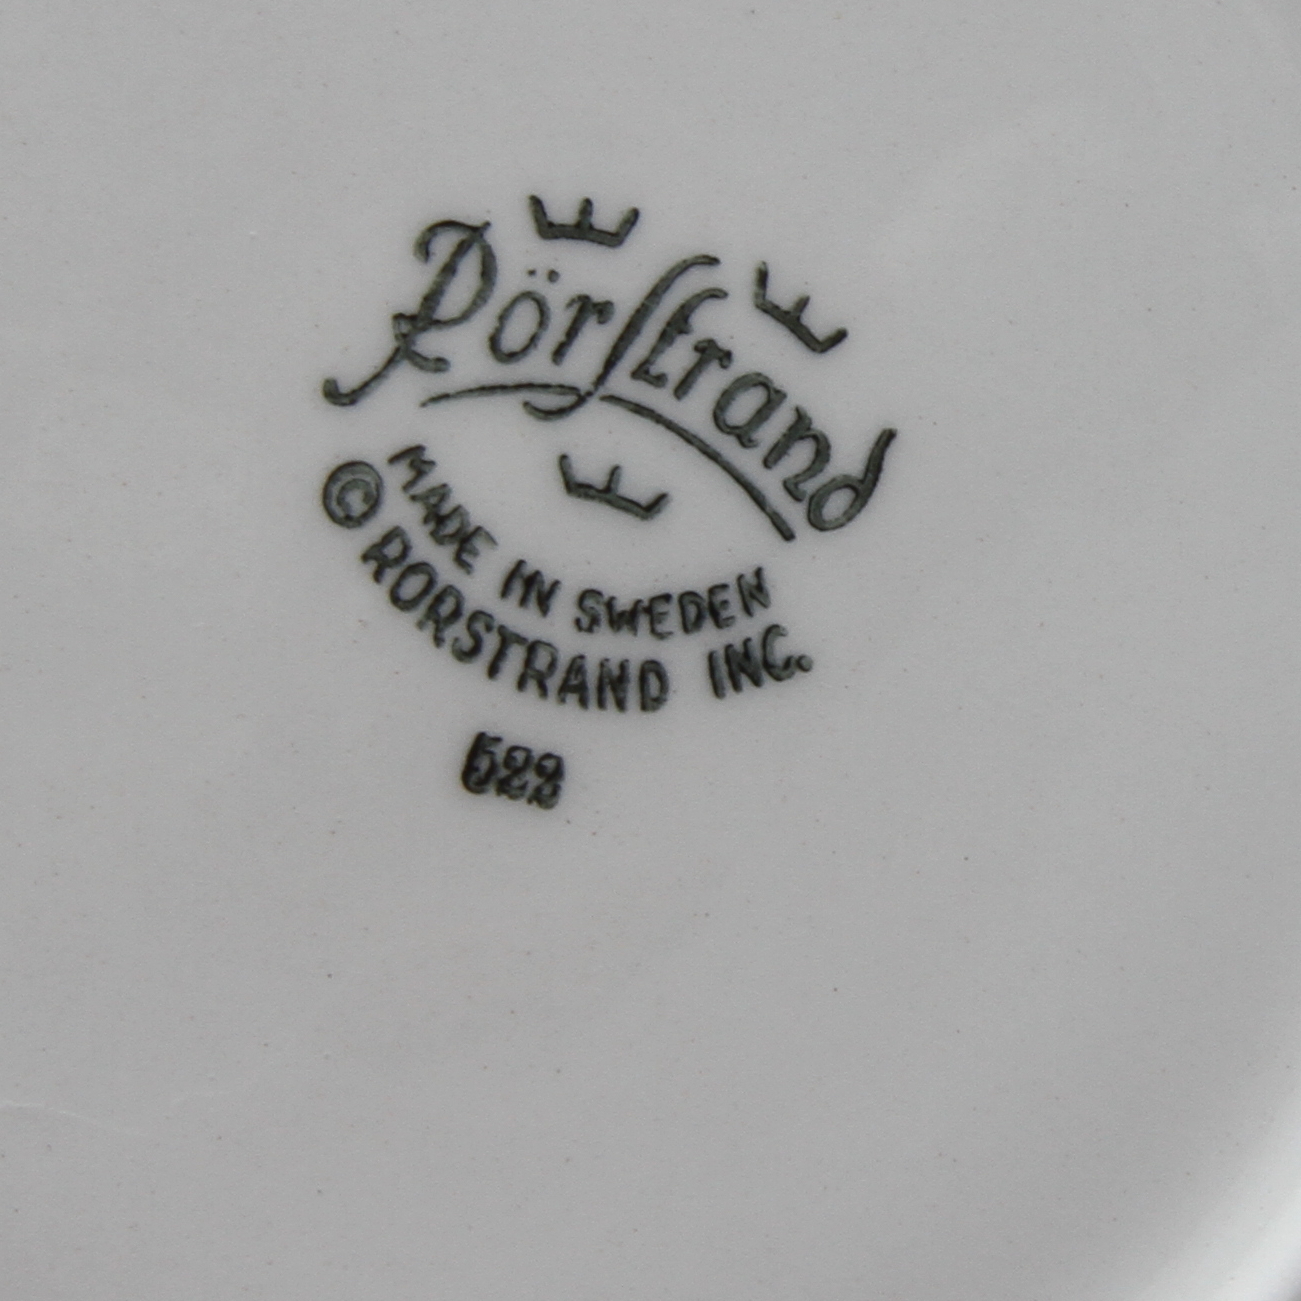 Rörstrand
MADE IN SWEDEN
© RORSTRAND INC.
522